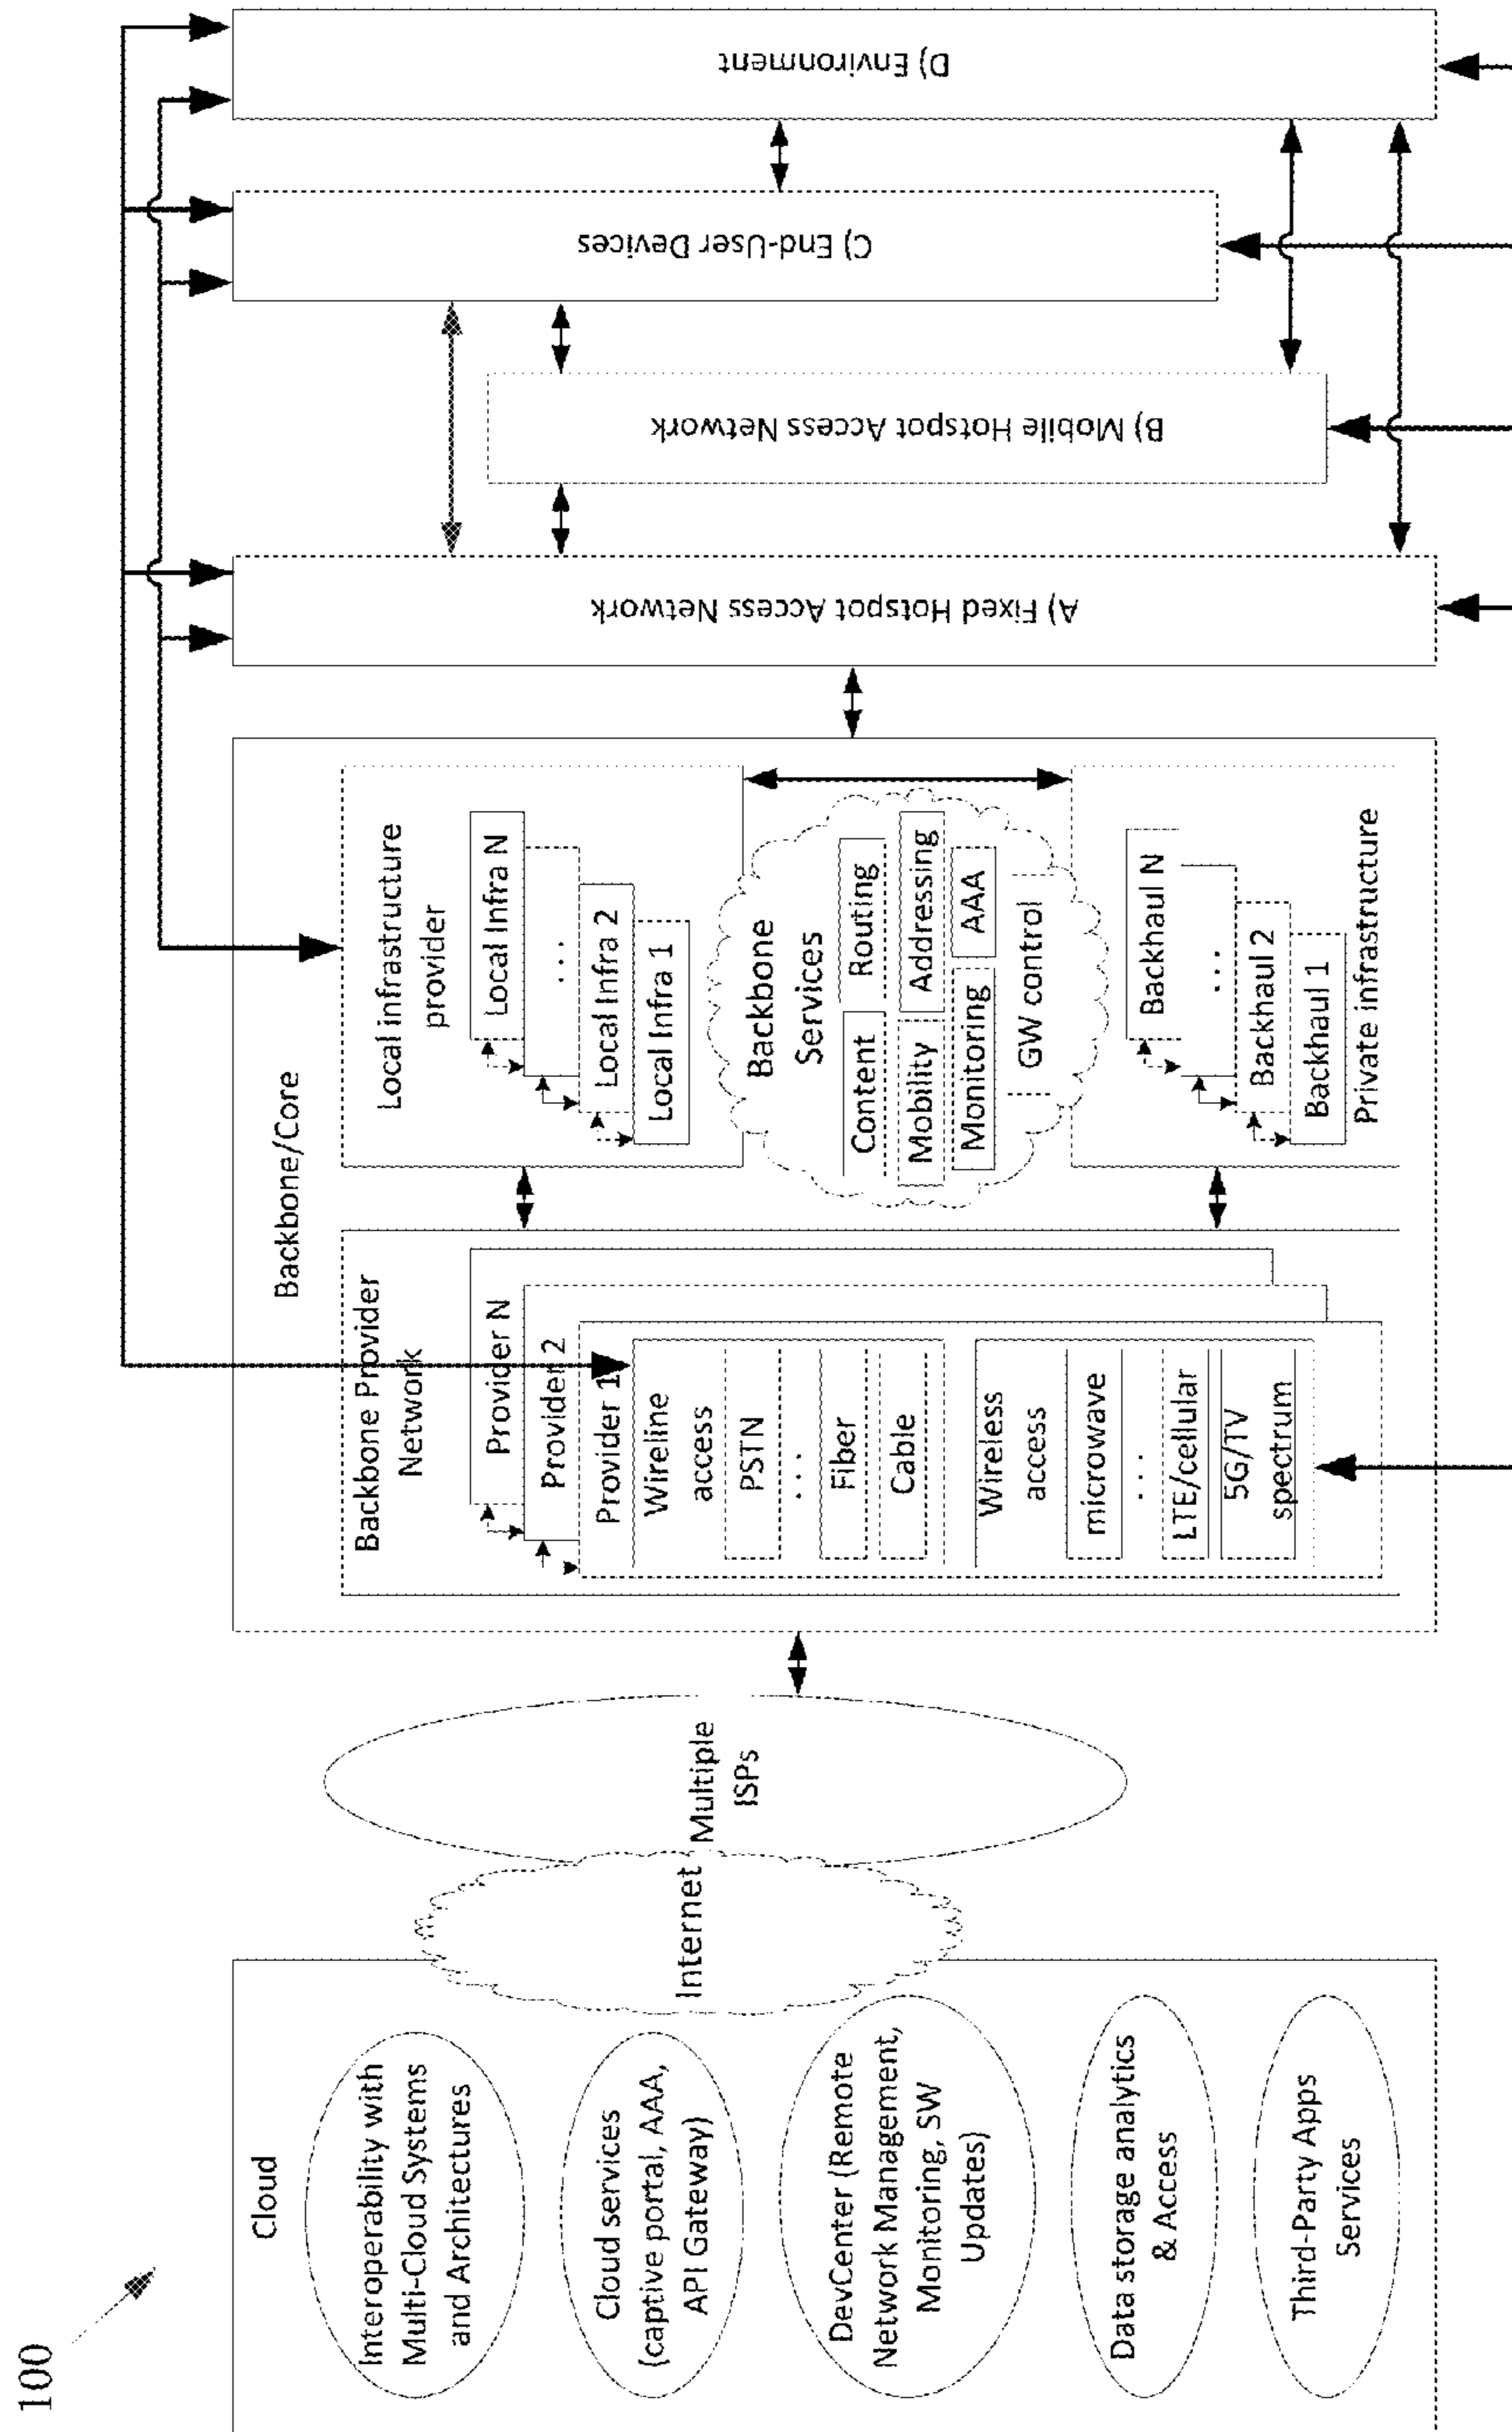 100
Cloud
Interoperability with
Multi-Cloud Systems
and Architectures
Cloud services
(captive portal, AAA,
API Gateway)
DevCenter (Remote
Network Management,
Monitoring, SW
Updates)
Data storage analytics
& Access
Third-Party Apps
Services
Internet
Multiple
ISPs
Backbone/Core
Backbone Provider
Network
Provider N
Provider 2
Provider 1
Wireline
access
PSTN
...
Fiber
Cable
Wireless
access
microwave
...
LTE/cellular
5G/TV
spectrum
Local infrastructure
provider
Local Infra N
...
Local Infra 2
Local Infra 1
Backbone
Services
Content
Routing
Mobility
Addressing
Monitoring
AAA
GW control
Backhaul N
...
Backhaul 2
Backhaul 1
Private infrastructure
A) Fixed Hotspot Access Network
B) Mobile Hotspot Access Network
C) End-User Devices
D) Environment